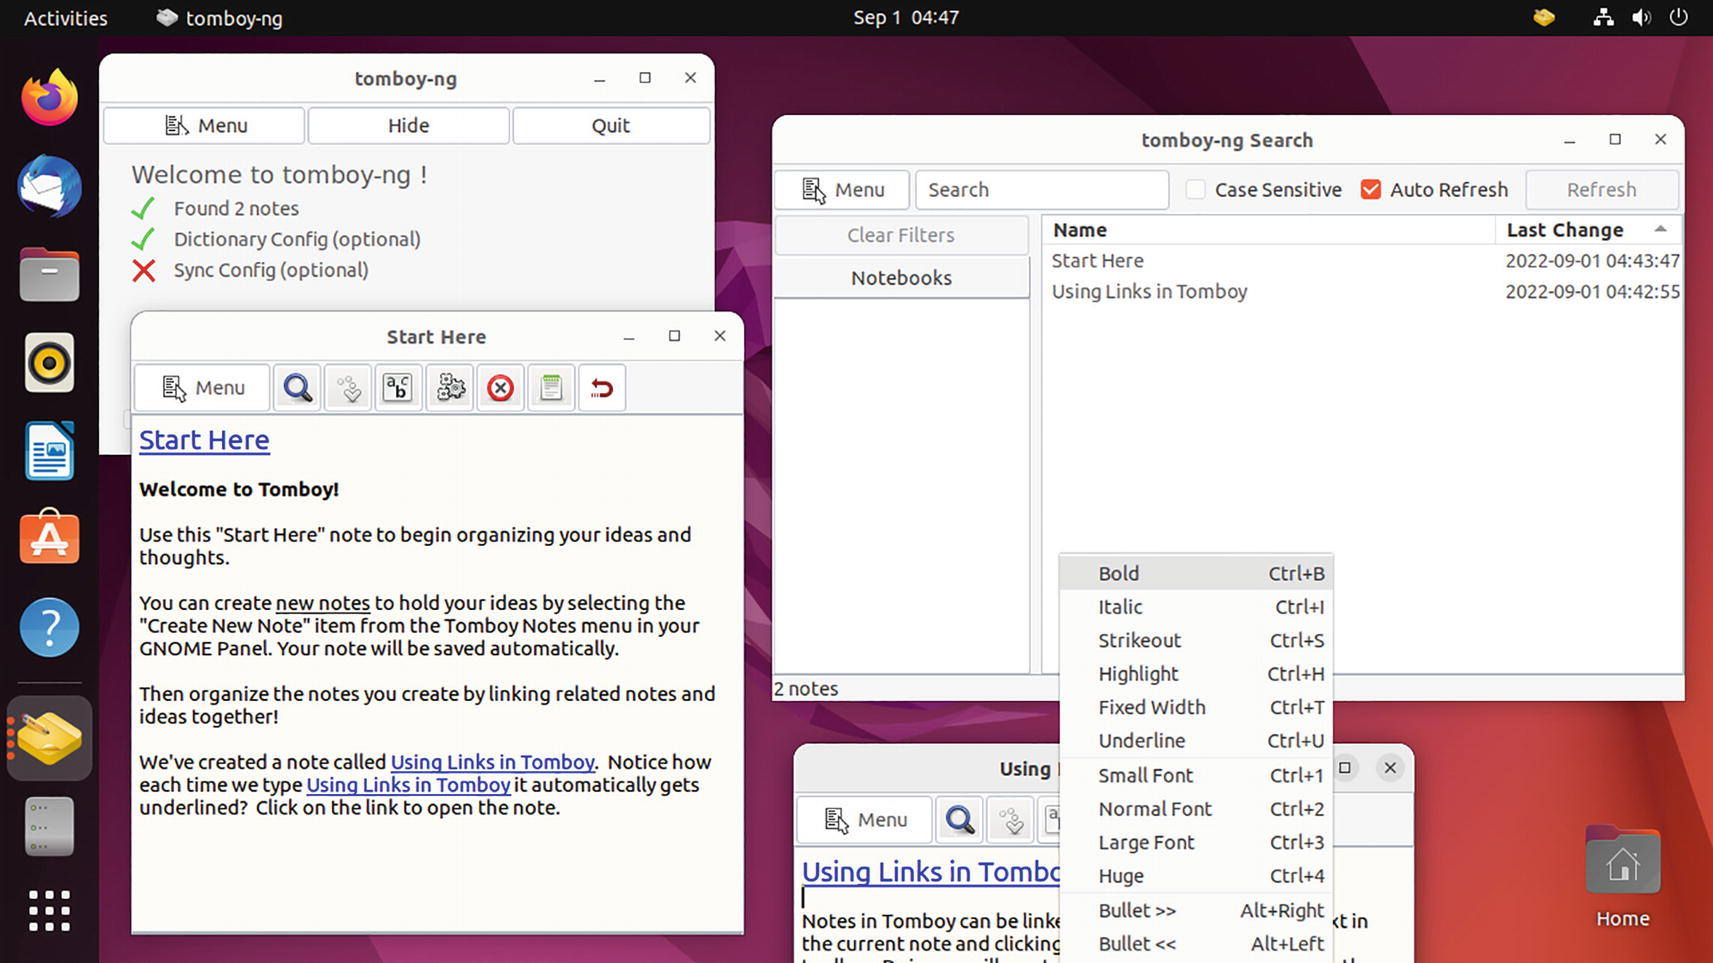 Activities
tomboy-ng
Sep 1 04:47
tomboy-ng
Menu
Hide
Quit
Welcome to tomboy-ng !
Found 2 notes
Dictionary Config (optional)
Sync Config (optional)
Start Here
Menu
Start Here
Welcome to Tomboy!
Use this "Start Here" note to begin organizing your ideas and
thoughts.
You can create new notes to hold your ideas by selecting the
"Create New Note" item from the Tomboy Notes menu in your
GNOME Panel. Your note will be saved automatically.
Then organize the notes you create by linking related notes and
ideas together!
We've created a note called Using Links in Tomboy. Notice how
each time we type Using Links in Tomboy it automatically gets
underlined? Click on the link to open the note.
tomboy-ng Search
Menu
Search
Case Sensitive
Auto Refresh
Refresh
Clear Filters
Notebooks
Name
Last Change
Start Here 2022-09-01 04:43:47
Using Links in Tomboy 2022-09-01 04:42:55
2 notes
Bold Ctrl+B
Italic Ctrl+I
Strikeout Ctrl+S
Highlight Ctrl+H
Fixed Width Ctrl+T
Underline Ctrl+U
Small Font Ctrl+1
Normal Font Ctrl+2
Large Font Ctrl+3
Huge Ctrl+4
Bullet >> Alt+Right
Bullet << Alt+Left
Using
Menu
Using Links in Tombo
Notes in Tomboy can be linke
the current note and clicking
Home